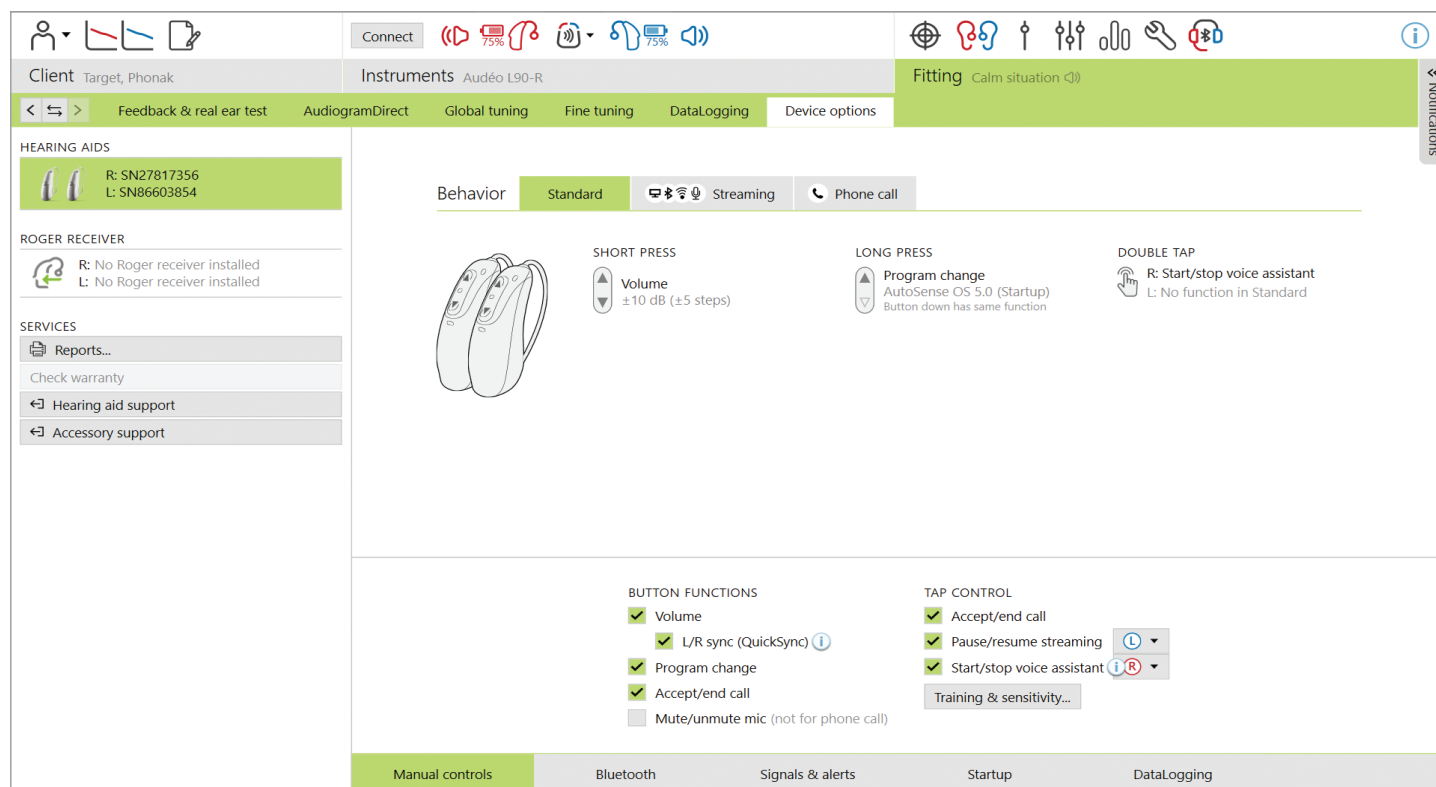 Connect
75%
75%
Client Target, Phonak
Instruments Audéo L90-R
Fitting Calm situation
Notifications
Feedback & real ear test
AudiogramDirect
Global tuning
Fine tuning
DataLogging
Device options
HEARING AIDS
R: SN27817356
L: SN86603854
ROGER RECEIVER
R: No Roger receiver installed
L: No Roger receiver installed
SERVICES
Reports...
Check warranty
Hearing aid support
Accessory support
Behavior
Standard
Streaming
Phone call
SHORT PRESS
Volume
±10 dB (±5 steps)
LONG PRESS
Program change
AutoSense OS 5.0 (Startup)
Button down has same function
DOUBLE TAP
R: Start/stop voice assistant
L: No function in Standard
BUTTON FUNCTIONS
Volume
L/R sync (QuickSync) i
Program change
Accept/end call
Mute/unmute mic (not for phone call)
TAP CONTROL
Accept/end call
Pause/resume streaming L
Start/stop voice assistant i R
Training & sensitivity...
Manual controls
Bluetooth
Signals & alerts
Startup
DataLogging